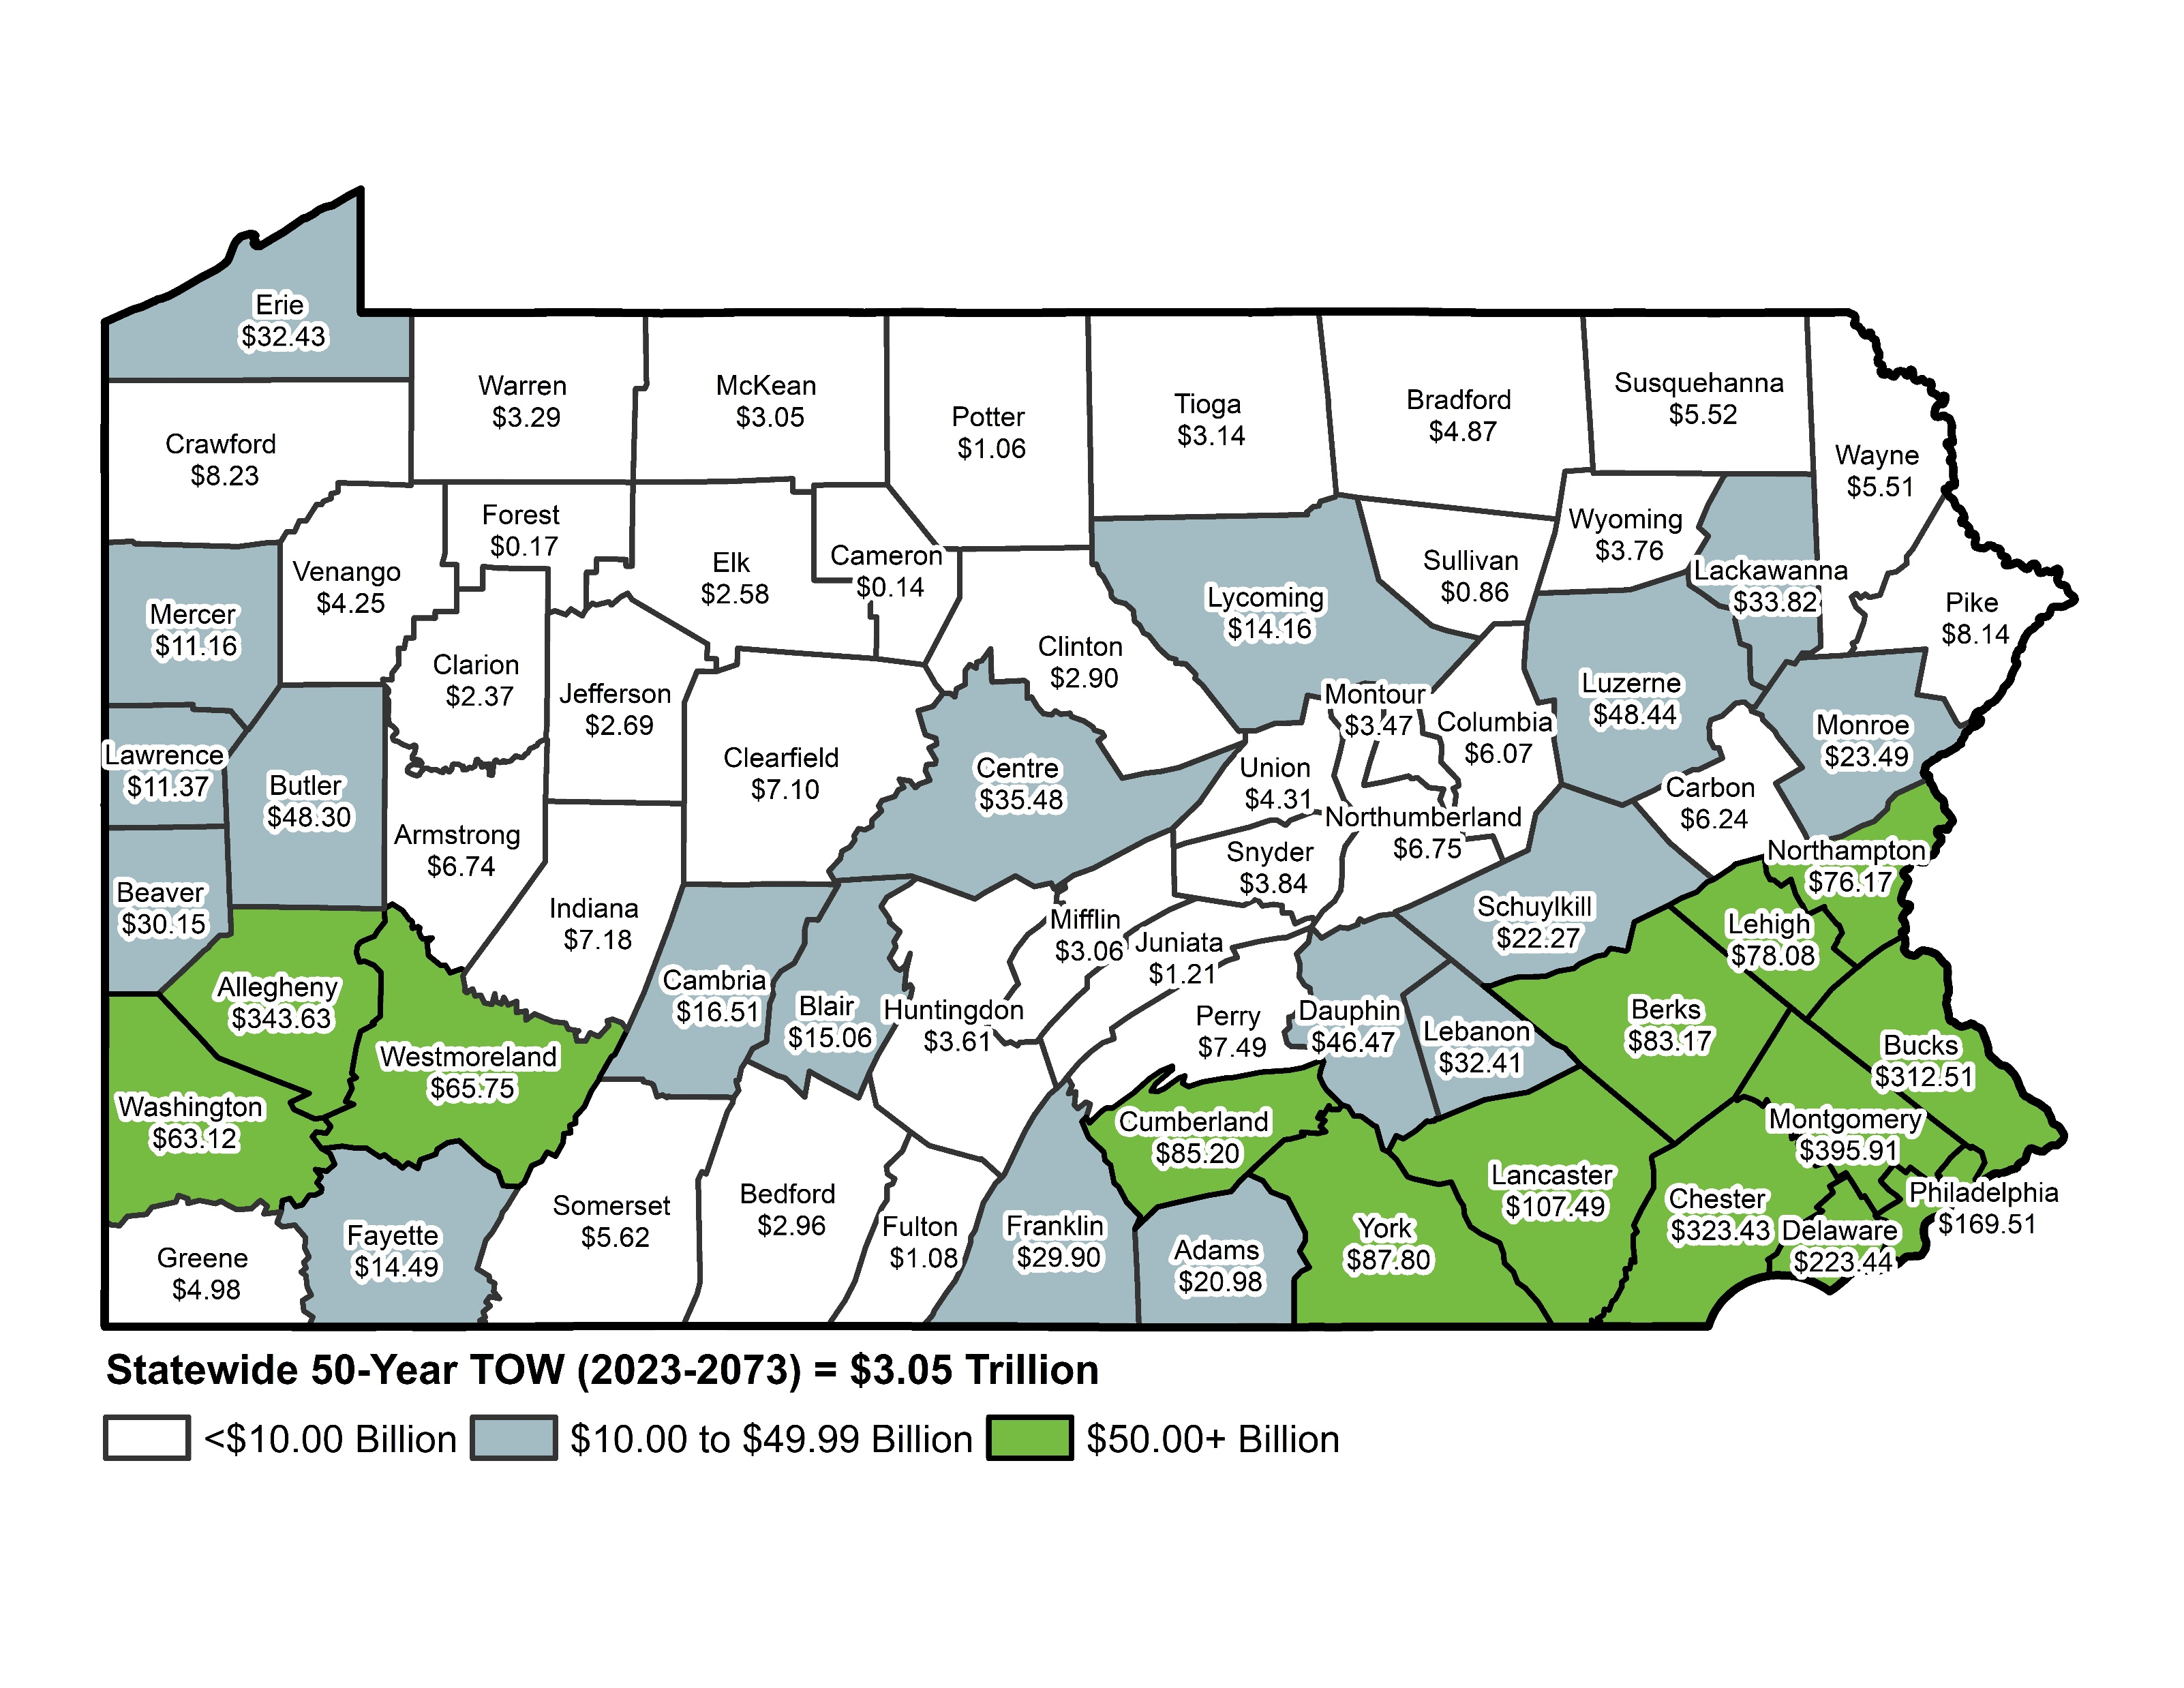 Erie
$32.43
Crawford
$8.23
Warren
$3.29
McKean
$3.05
Potter
$1.06
Tioga
$3.14
Bradford
$4.87
Susquehanna
$5.52
Wayne
$5.51
Forest
$0.17
Venango
$4.25
Elk
$2.58
Cameron
$0.14
Wyoming
$3.76
Sullivan
$0.86
Lackawanna
$33.82
Pike
$8.14
Mercer
$11.16
Lycoming
$14.16
Clinton
$2.90
Clarion
$2.37
Jefferson
$2.69
Montour
$3.47
Columbia
$6.07
Luzerne
$48.44
Monroe
$23.49
Lawrence
$11.37
Butler
$48.30
Clearfield
$7.10
Centre
$35.48
Union
$4.31
Carbon
$6.24
Armstrong
$6.74
Northumberland
$6.75
Snyder
$3.84
Northampton
$76.17
Beaver
$30.15
Indiana
$7.18
Mifflin
$3.06
Juniata
$1.21
Schuylkill
$22.27
Lehigh
$78.08
Allegheny
$343.63
Cambria
$16.51
Blair
$15.06
Huntingdon
$3.61
Perry
$7.49
Dauphin
$46.47
Lebanon
$32.41
Berks
$83.17
Bucks
$312.51
Westmoreland
$65.75
Washington
$63.12
Cumberland
$85.20
Montgomery
$395.91
Lancaster
$107.49
Chester
$323.43
Philadelphia
$169.51
Delaware
$223.44
Somerset
$5.62
Bedford
$2.96
Fulton
$1.08
Franklin
$29.90
Adams
$20.98
York
$87.80
Fayette
$14.49
Greene
$4.98
Statewide 50-Year TOW (2023-2073) = $3.05 Trillion
<$10.00 Billion
$10.00 to $49.99 Billion
$50.00+ Billion